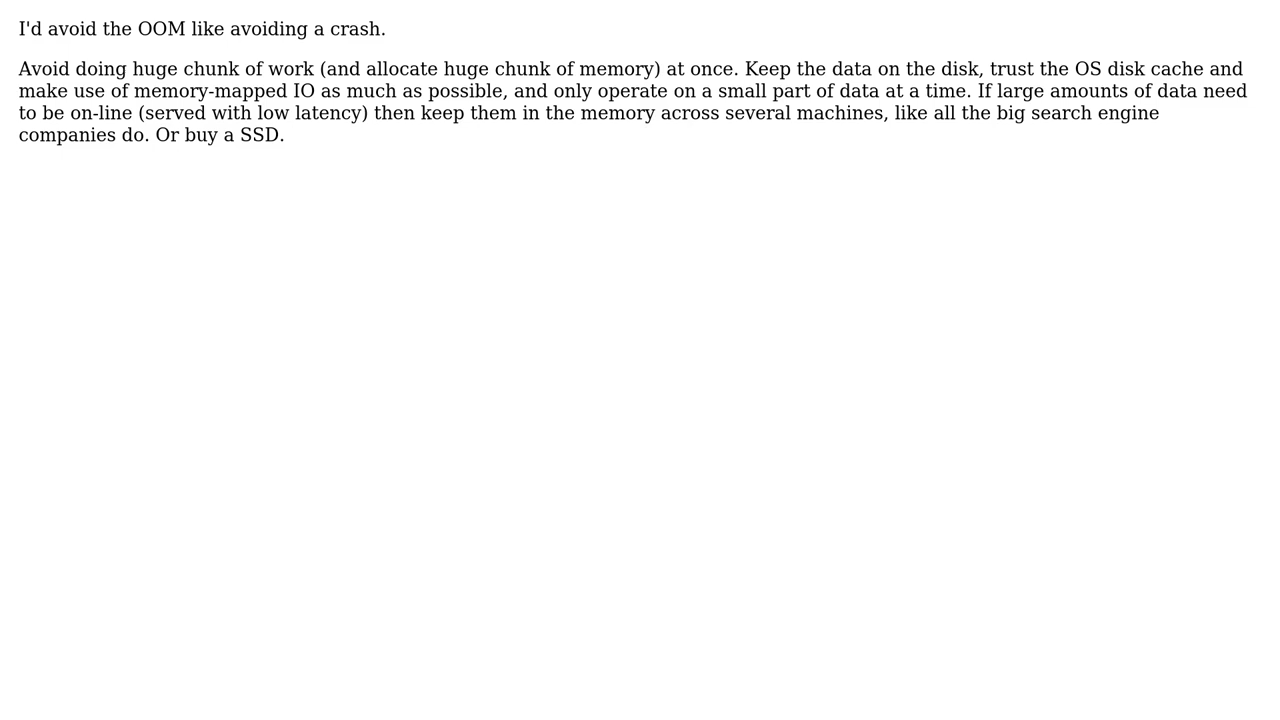 I'd avoid the OOM like avoiding a crash.
Avoid doing huge chunk of work (and allocate huge chunk of memory) at once. Keep the data on the disk, trust the OS disk cache and
make use of memory-mapped IO as much as possible, and only operate on a small part of data at a time. If large amounts of data need
to be on-line (served with low latency) then keep them in the memory across several machines, like all the big search engine
companies do. Or buy a SSD.